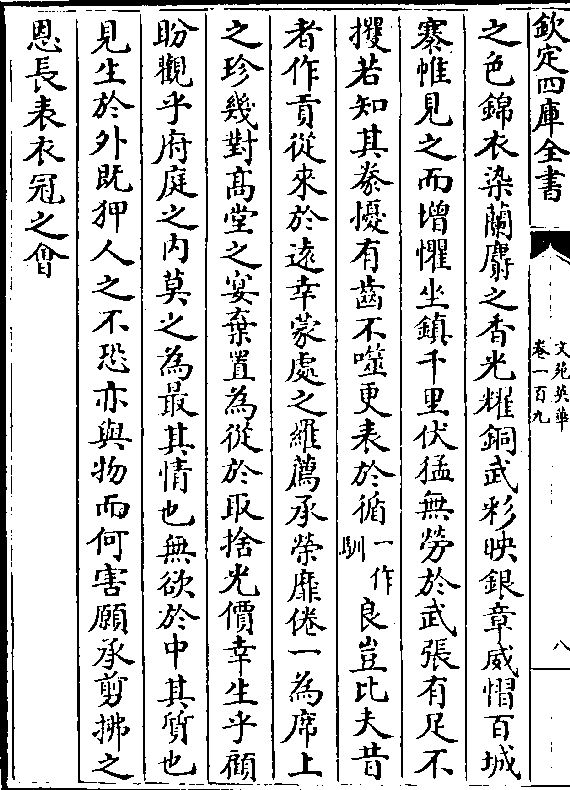 欽定四庫全書
文苑英華
卷一百九
八
之色錦衣染蘭麝之香光耀銅武彩映銀章威慴百城
褰帷見之而增懼坐鎮千里伏猛無勞於武張有足不
攫若知其豢擾有齒不噬更表於循一作馴良豈比夫昔
者作貢從來於遠幸蒙處之羅薦承榮靡倦一為席上
之珍幾對髙堂之宴棄置為從於取捨光價幸生乎顧
盼觀乎府庭之内莫之為最其情也無欲於中其質也
見生於外既狎人之不恐亦與物而何害願承剪拂之
恩長表衣冠之會